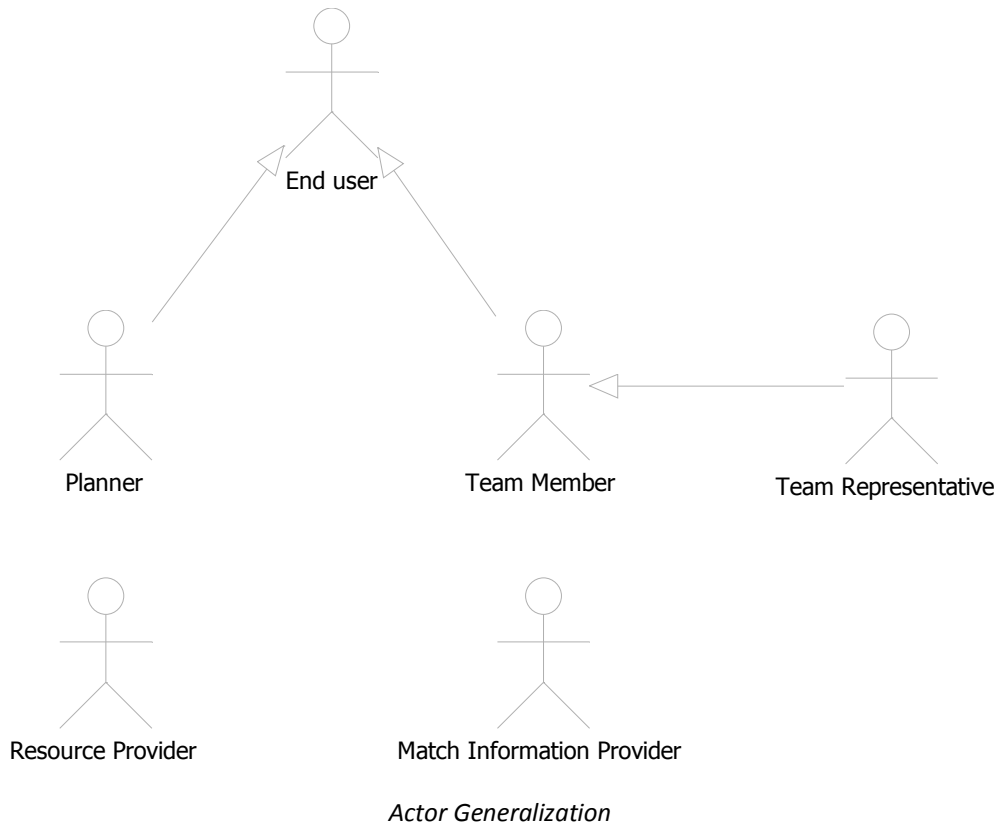 End user
Planner
Team Member
Team Representative
Resource Provider
Match Information Provider
Actor Generalization